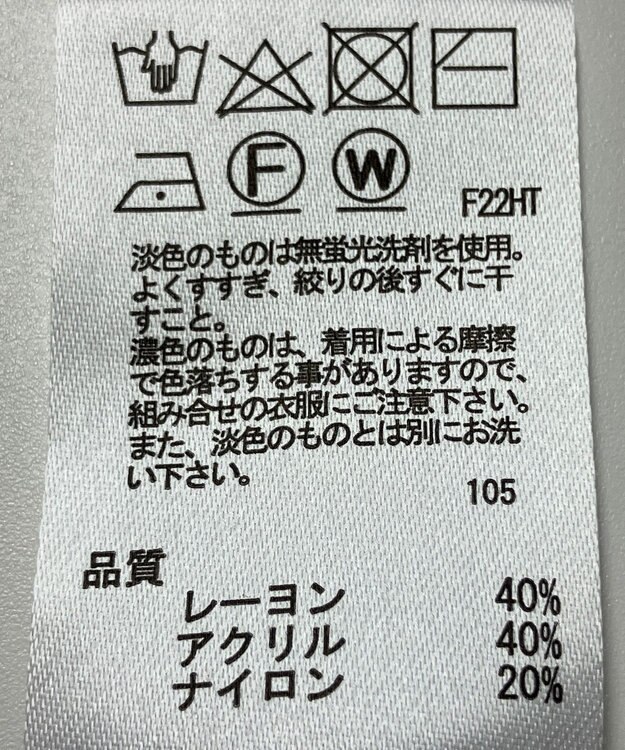 F W
F22HT
淡色のものは無蛍光洗剤を使用。
よくすすぎ、絞りの後すぐに干
すこと。
濃色のものは、着用による摩擦
で色落ちする事がありますので、
組み合せの衣服にご注意下さい。
また、淡色のものとは別にお洗
い下さい。
105
品質
レーヨン 40%
アクリル 40%
ナイロン 20%